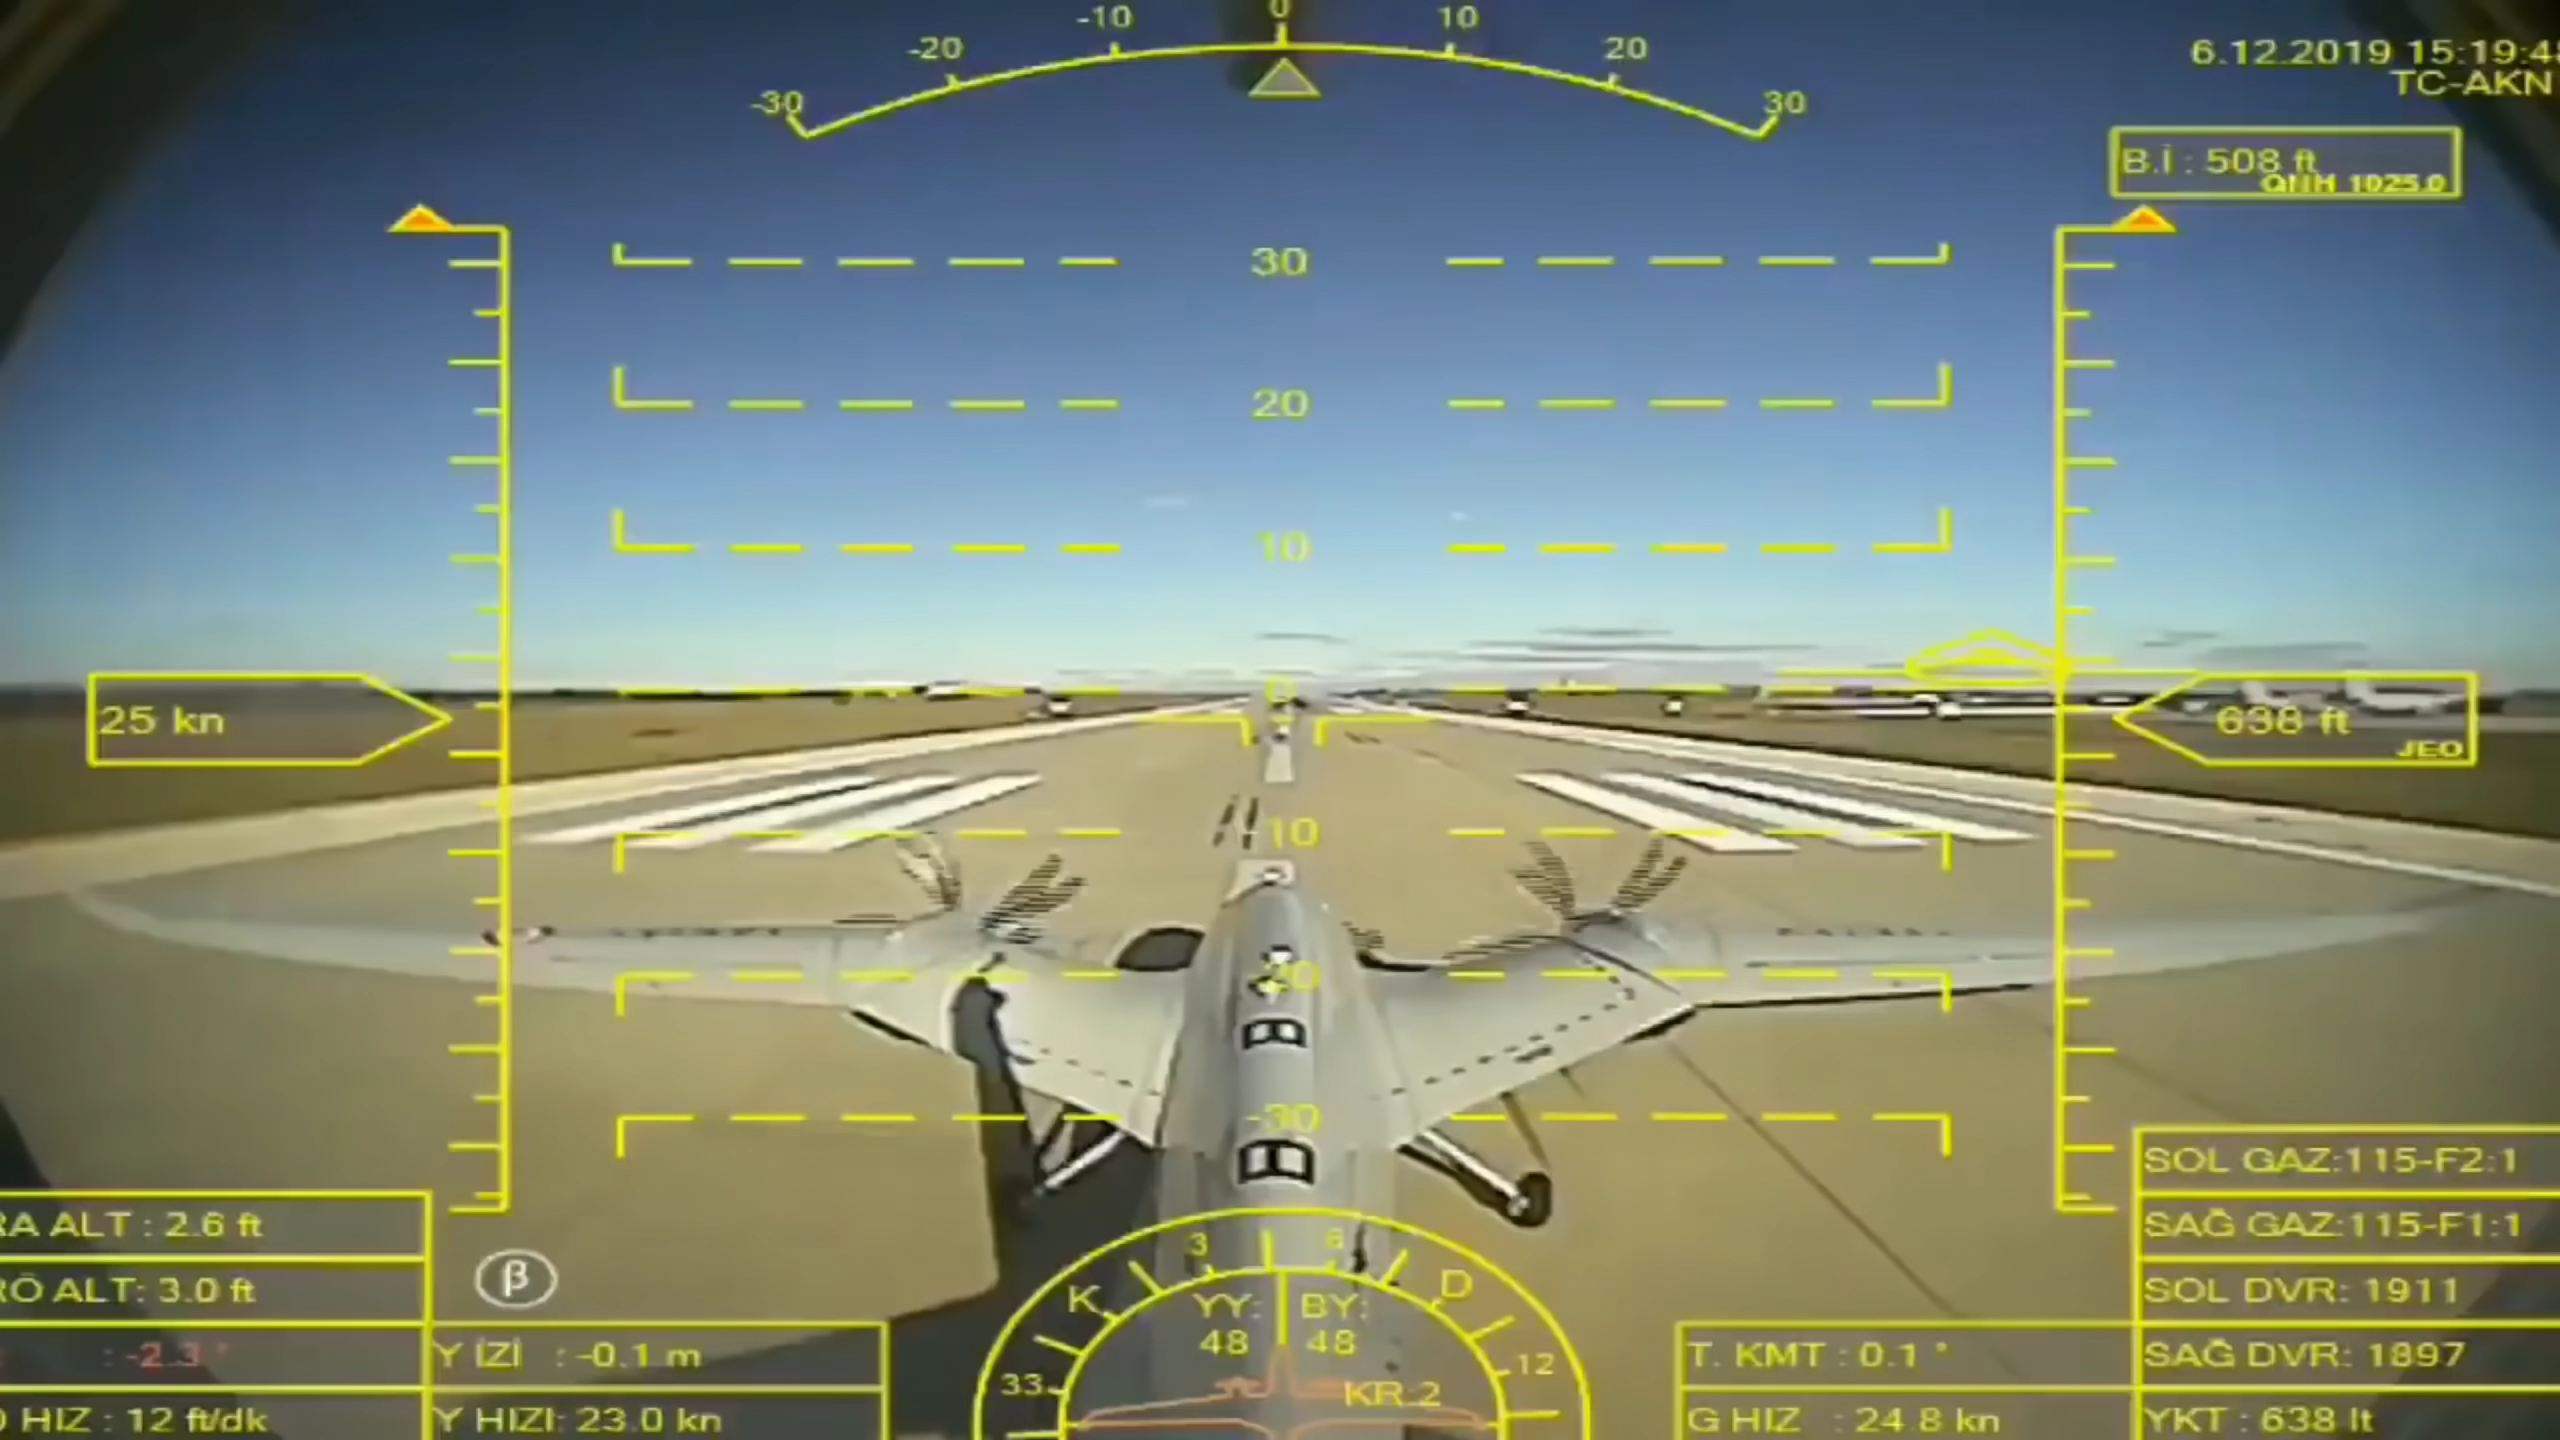 -30 -20 -10 0 10 20 30
6.12.2019 15:19:48
TC-AKN
B.İ : 508 ft
QNH 1025.0
30
20
10
0
25 kn
638 ft
JEO
-10
-20
-30
RA ALT : 2.6 ft
RÖ ALT: 3.0 ft
: -2.3 °
HIZ : 12 ft/dk
β
Y İZİ : -0.1 m
Y HIZI: 23.0 kn
33 K 3 6 D 12
YY: 48
BY: 48
KR:2
T. KMT : 0.1 °
G HIZ : 24.8 kn
SOL GAZ:115-F2:1
SAĞ GAZ:115-F1:1
SOL DVR: 1911
SAĞ DVR: 1897
YKT : 638 lt